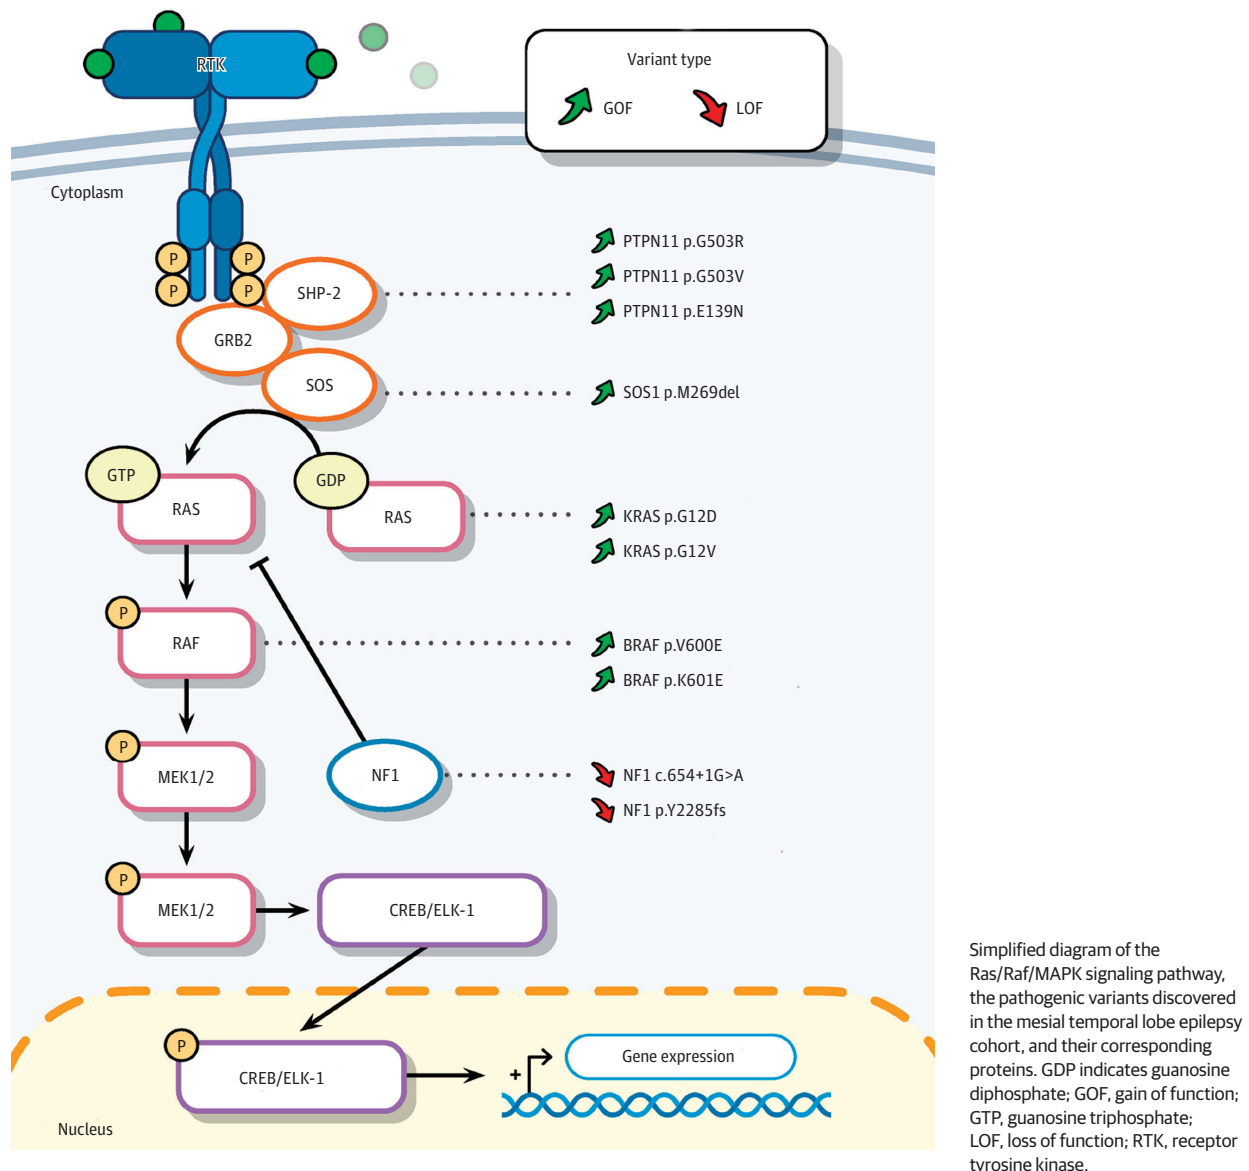 RTK
Variant type
GOF
LOF
Cytoplasm
PTPN11 p.G503R
P
P
PTPN11 p.G503V
P
P
SHP-2
PTPN11 p.E139N
GRB2
SOS
SOS1 p.M269del
GTP
GDP
RAS
RAS
KRAS p.G12D
KRAS p.G12V
P
RAF
BRAF p.V600E
BRAF p.K601E
P
MEK1/2
NF1
NF1 c.654+1G>A
NF1 p.Y2285fs
P
MEK1/2
CREB/ELK-1
P
CREB/ELK-1
+
Gene expression
Nucleus
Simplified diagram of the
Ras/Raf/MAPK signaling pathway,
the pathogenic variants discovered
in the mesial temporal lobe epilepsy
cohort, and their corresponding
proteins. GDP indicates guanosine
diphosphate; GOF, gain of function;
GTP, guanosine triphosphate;
LOF, loss of function; RTK, receptor
tyrosine kinase.